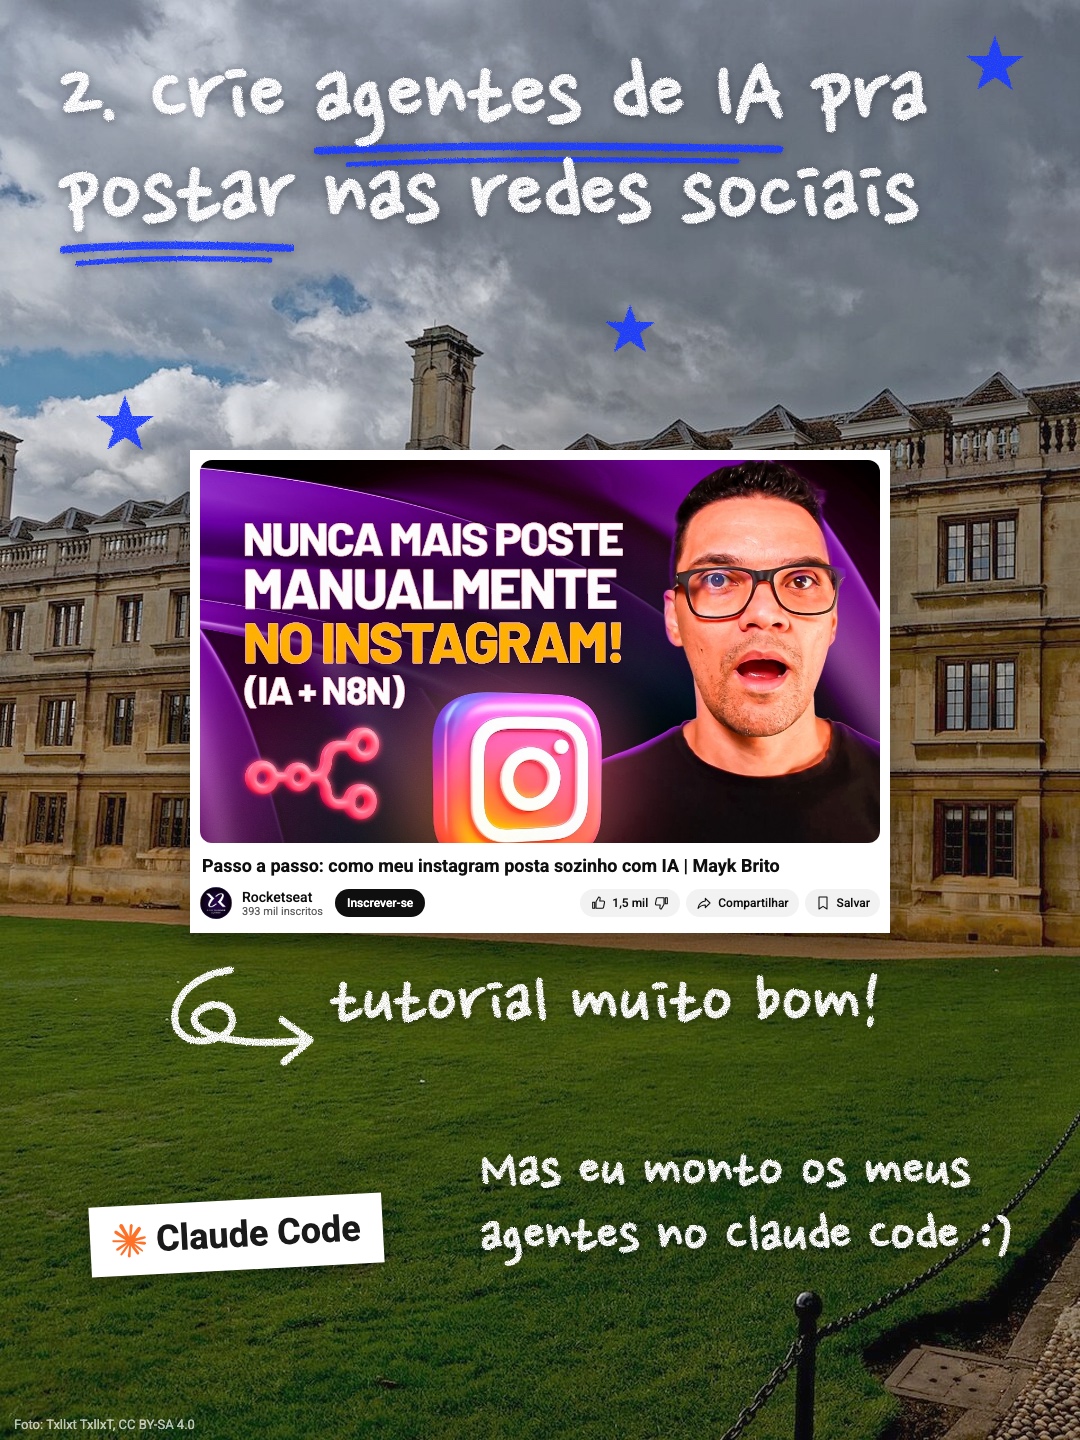 2. crie agentes de IA pra
postar nas redes sociais
NUNCA MAIS POSTE
MANUALMENTE
NO INSTAGRAM!
(IA + N8N)
Passo a passo: como meu instagram posta sozinho com IA | Mayk Brito
Rocketseat
393 mil inscritos
Inscrever-se
1,5 mil
Compartilhar
Salvar
tutorial muito bom!
Mas eu monto os meus
agentes no claude code :)
Claude Code
Foto: Txllxt TxllxT, CC BY-SA 4.0